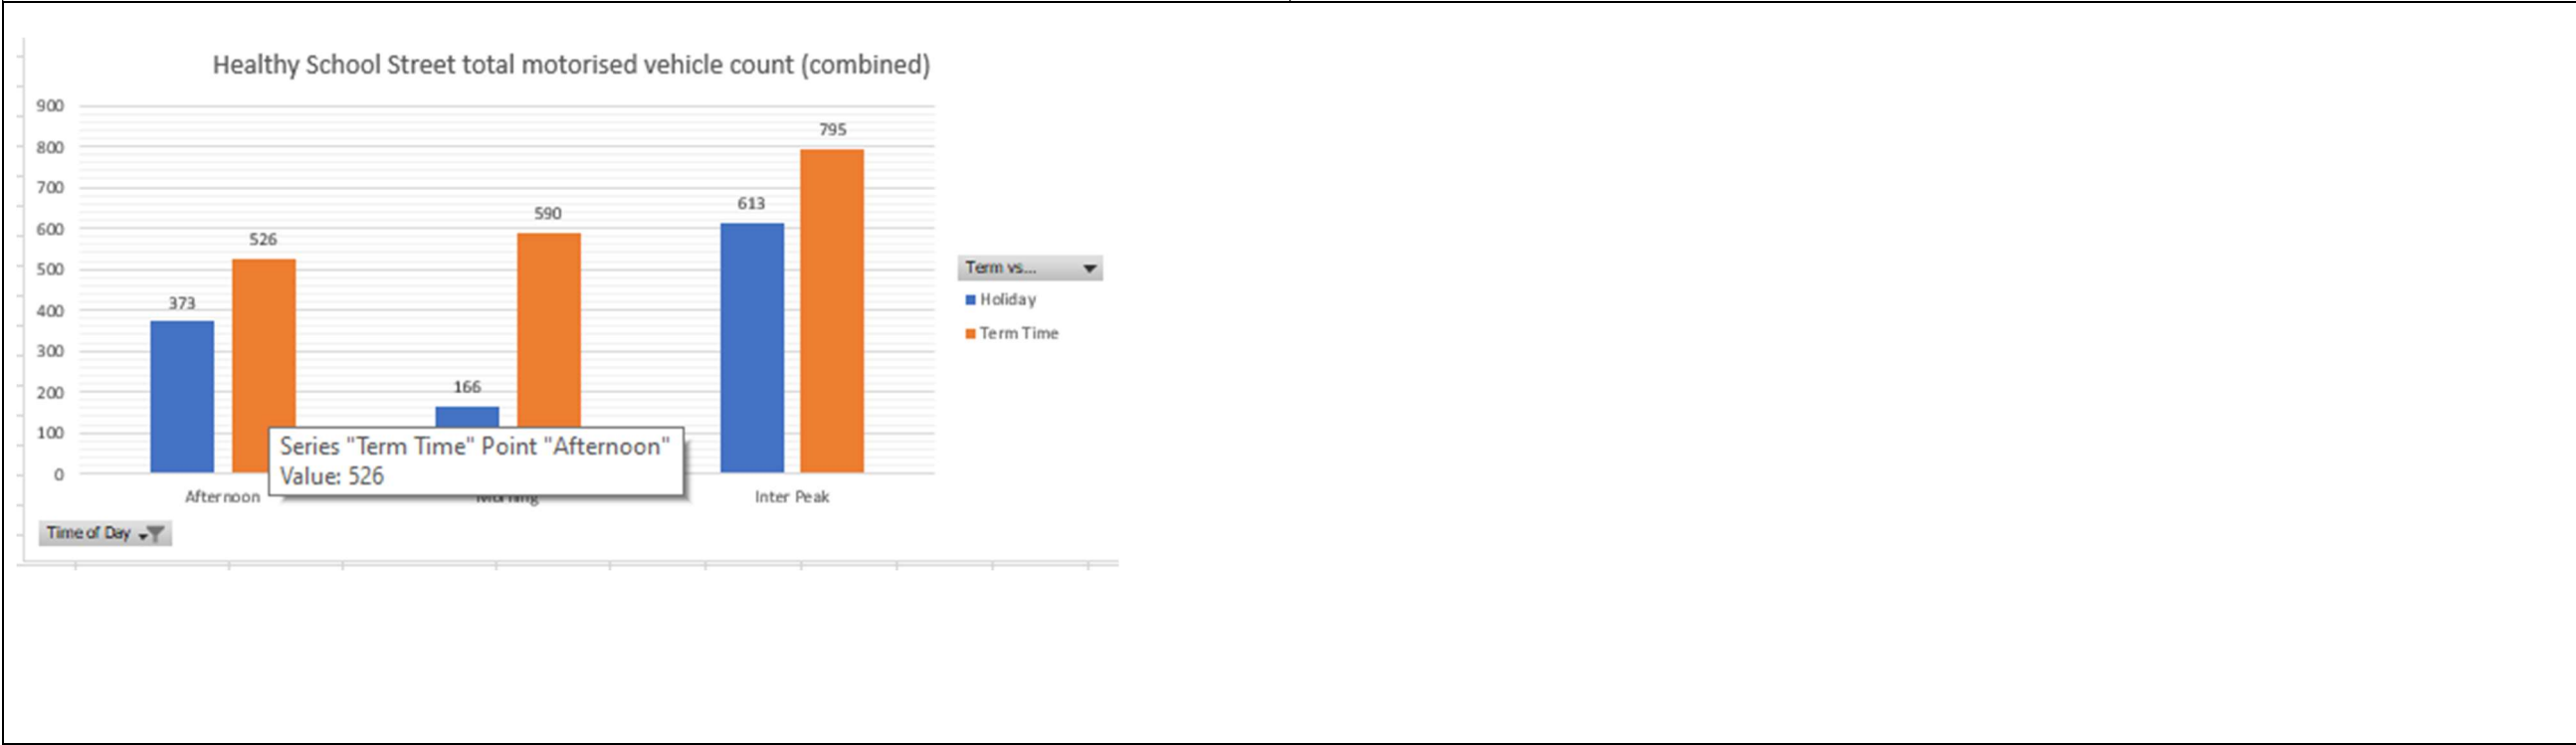 Healthy School Street total motorised vehicle count (combined)
900
800
700
600
500
400
300
200
100
0
373
526
166
590
613
795
Series "Term Time" Point "Afternoon"
Value: 526
Afternoon
Morning
Inter Peak
Term vs...
Holiday
Term Time
Time of Day